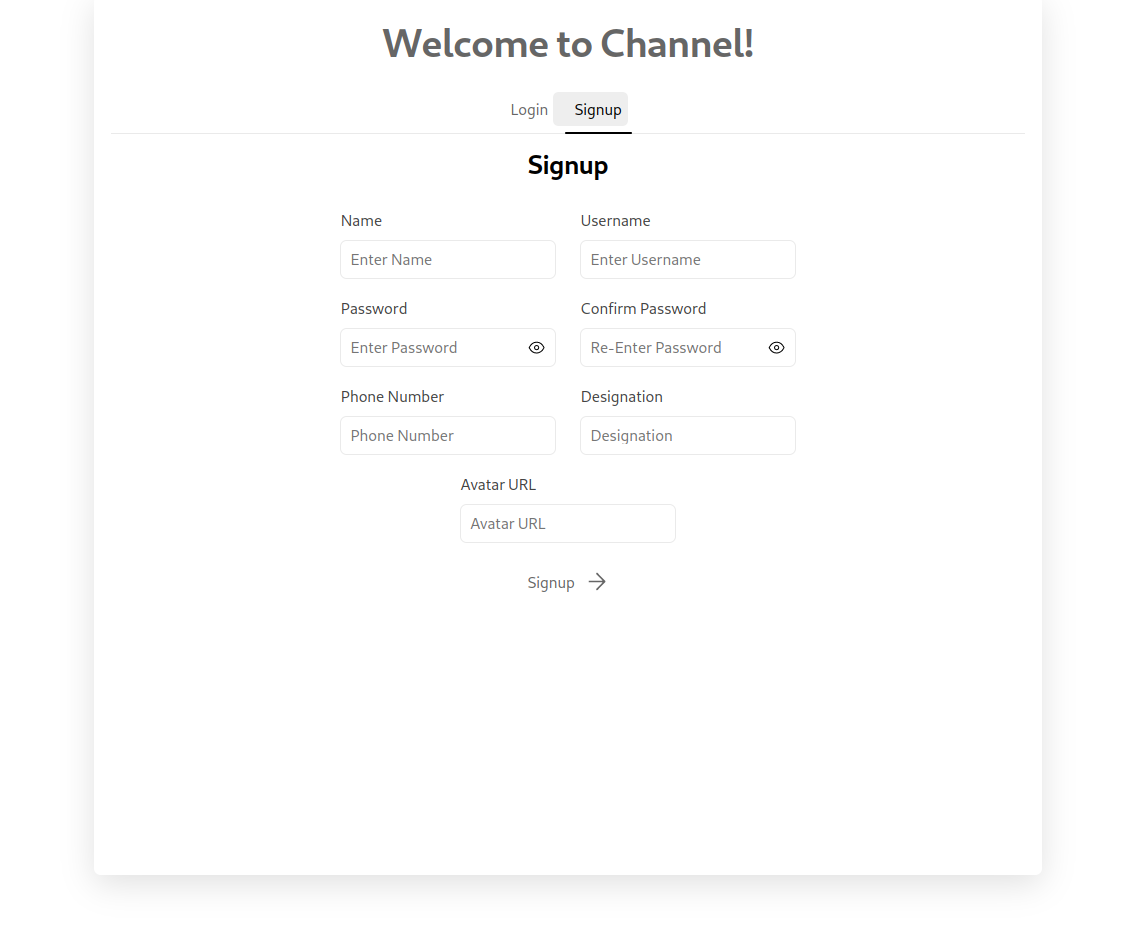 Welcome to Channel!
Login Signup
Signup
Name Username
Enter Name Enter Username
Password Confirm Password
Enter Password Re-Enter Password
Phone Number Designation
Phone Number Designation
Avatar URL
Avatar URL
Signup